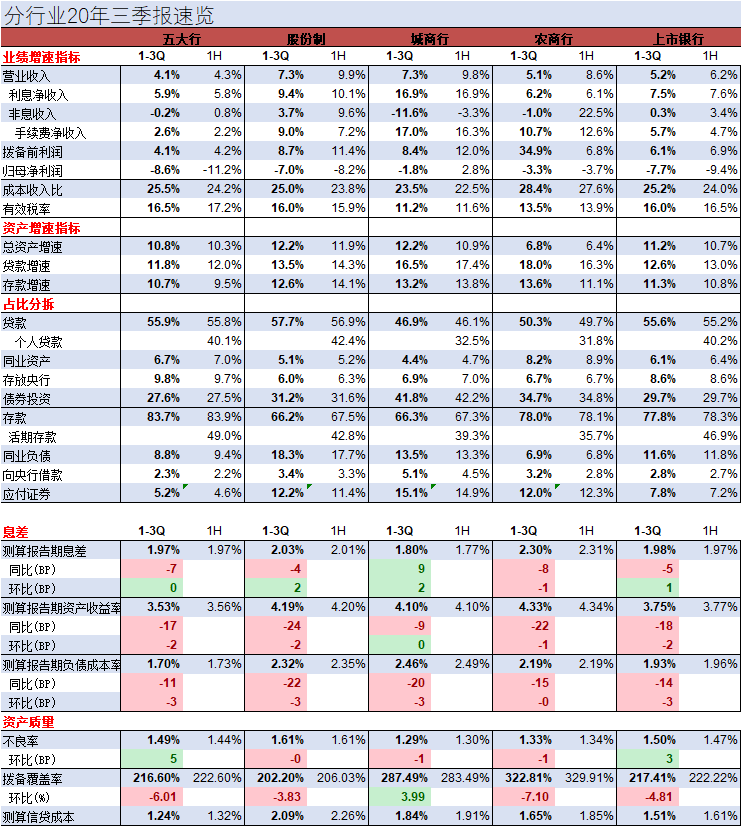 分行业20年三季报速览
五大行 股份制 城商行 农商行 上市银行
业绩增速指标 1-3Q 1H 1-3Q 1H 1-3Q 1H 1-3Q 1H 1-3Q 1H
营业收入 4.1% 4.3% 7.3% 9.9% 7.3% 9.8% 5.1% 8.6% 5.2% 6.2%
利息净收入 5.9% 5.8% 9.4% 10.1% 16.9% 16.9% 6.2% 6.1% 7.5% 7.6%
非息收入 -0.2% 0.8% 3.7% 9.6% -11.6% -3.3% -1.0% 22.5% 0.3% 3.4%
手续费净收入 2.6% 2.2% 9.0% 7.2% 17.0% 16.3% 10.7% 12.6% 5.7% 4.7%
拨备前利润 4.1% 4.2% 8.7% 11.4% 8.4% 12.0% 34.9% 6.8% 6.1% 6.9%
归母净利润 -8.6% -11.2% -7.0% -8.2% -1.8% 2.8% -3.3% -3.7% -7.7% -9.4%
成本收入比 25.5% 24.2% 25.0% 23.8% 23.5% 22.5% 28.4% 27.6% 25.2% 24.0%
有效税率 16.5% 17.2% 16.0% 15.9% 11.2% 11.6% 13.5% 13.9% 16.0% 16.5%
资产增速指标
总资产增速 10.8% 10.3% 12.2% 11.9% 12.2% 10.9% 6.8% 6.4% 11.2% 10.7%
贷款增速 11.8% 12.0% 13.5% 14.3% 16.5% 17.4% 18.0% 16.3% 12.6% 13.0%
存款增速 10.7% 9.5% 12.6% 14.1% 13.2% 13.8% 13.6% 11.1% 11.3% 10.8%
占比分拆
贷款 55.9% 55.8% 57.7% 56.9% 46.9% 46.1% 50.3% 49.7% 55.6% 55.2%
个人贷款 40.1% 42.4% 32.5% 31.8% 40.2%
同业资产 6.7% 7.0% 5.1% 5.2% 4.4% 4.7% 8.2% 8.9% 6.1% 6.4%
存放央行 9.8% 9.7% 6.0% 6.3% 6.9% 7.0% 6.7% 6.7% 8.6% 8.6%
债券投资 27.6% 27.5% 31.2% 31.6% 41.8% 42.2% 34.7% 34.8% 29.7% 29.7%
存款 83.7% 83.9% 66.2% 67.5% 66.3% 67.3% 78.0% 78.1% 77.8% 78.3%
活期存款 49.0% 42.8% 39.3% 35.7% 46.9%
同业负债 8.8% 9.4% 18.3% 17.7% 13.5% 13.3% 6.9% 6.8% 11.6% 11.8%
向央行借款 2.3% 2.2% 3.4% 3.3% 5.1% 4.5% 3.2% 2.8% 2.8% 2.7%
应付证券 5.2% 4.6% 12.2% 11.4% 15.1% 14.9% 12.0% 12.3% 7.8% 7.2%
息差 1-3Q 1H 1-3Q 1H 1-3Q 1H 1-3Q 1H 1-3Q 1H
测算报告期息差 1.97% 1.97% 2.03% 2.01% 1.80% 1.77% 2.30% 2.31% 1.98% 1.97%
同比(BP) -7 -4 9 -8 -5
环比(BP) 0 2 2 -1 1
测算报告期资产收益率 3.53% 3.56% 4.19% 4.20% 4.10% 4.10% 4.33% 4.34% 3.75% 3.77%
同比(BP) -17 -24 -9 -22 -18
环比(BP) -2 -2 0 -1 -2
测算报告期负债成本率 1.70% 1.73% 2.32% 2.35% 2.46% 2.49% 2.19% 2.19% 1.93% 1.96%
同比(BP) -11 -22 -20 -15 -14
环比(BP) -3 -3 -3 -0 -3
资产质量
不良率 1.49% 1.44% 1.61% 1.61% 1.29% 1.30% 1.33% 1.34% 1.50% 1.47%
环比(BP) 5 -0 -1 -1 3
拨备覆盖率 216.60% 222.60% 202.20% 206.03% 287.49% 283.49% 322.81% 329.91% 217.41% 222.22%
环比(%) -6.01 -3.83 3.99 -7.10 -4.81
测算信贷成本 1.24% 1.32% 2.09% 2.26% 1.84% 1.91% 1.65% 1.85% 1.51% 1.61%